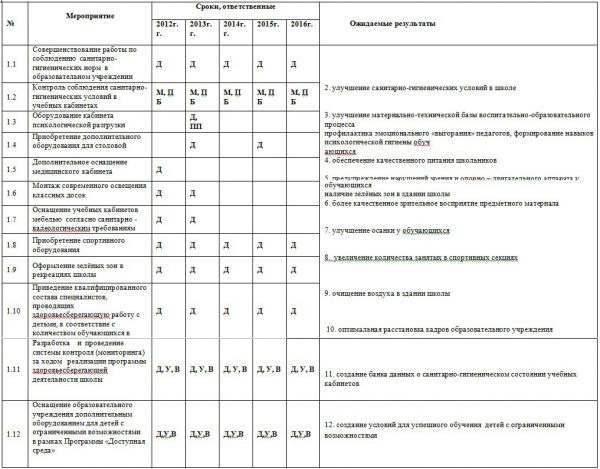 №
Мероприятие
Сроки, ответственные
Ожидаемые результаты
2012г.
г.
2013г.
г.
2014г.
г.
2015г.
г.
2016г.
г.
1.1
Совершенствование работы по
соблюдению санитарно-
гигиенических норм в
образовательном учреждении
Д Д Д Д Д
1.2
Контроль соблюдения санитарно-
гигиенических условий в
учебных кабинетах
М, П
Б
М, П
Б
М, П
Б
М, П
Б
М, П
Б
1.3
Оборудование кабинета
психологической разгрузки
Д,
ПП
1.4
Приобретение дополнительного
оборудования для столовой
Д Д
1.5
Дополнительное оснащение
медицинского кабинета
Д
1.6
Монтаж современного освещения
классных досок
Д Д
1.7
Оснащение учебных кабинетов
мебелью согласно санитарно -
валеологическим требованиям
Д Д
1.8
Приобретение спортивного
оборудования
Д Д Д Д Д
1.9
Оформление зелёных зон в
рекреациях школы
Д Д Д Д Д
1.10
Приведение квалифицированного
состава специалистов,
проводящих
здоровьесберегающую работу с
детьми, в соответствие с
количеством обучающихся в
Д Д Д Д Д
1.11
Разработка и проведение
системы контроля (мониторинга)
за ходом реализации программы
здоровьесберегающей
деятельности школы
Д, У, В Д, У, В Д, У, В Д, У, В Д, У, В
1.12
Оснащение образовательного
учреждения дополнительным
оборудованием для детей с
ограниченными возможностями
в рамках Программы «Доступная
среда»
Д,У,В Д,У,В Д,У,В Д,У,В Д,У,В
2. улучшение санитарно-гигиенических условий в школе
3. улучшение материально-технической базы воспитательно-образовательного
процесса
профилактика эмоционального «выгорания» педагогов, формирование навыков
психологической гигиены обуч
ающихся
4. обеспечение качественного питания школьников
5. предупреждение нарушений зрения и опорно – двигательного аппарата у
обучающихся
наличие зелёных зон в здании школы
6. более качественное зрительное восприятие предметного материала
7. улучшение осанки у обучающихся
8. увеличение количества занятых в спортивных секциях
9. очищение воздуха в здании школы
10. оптимальная расстановка кадров образовательного учреждения
11. создание банка данных о санитарно-гигиеническом состоянии учебных
кабинетов
12. создание условий для успешного обучения детей с ограниченными
возможностями